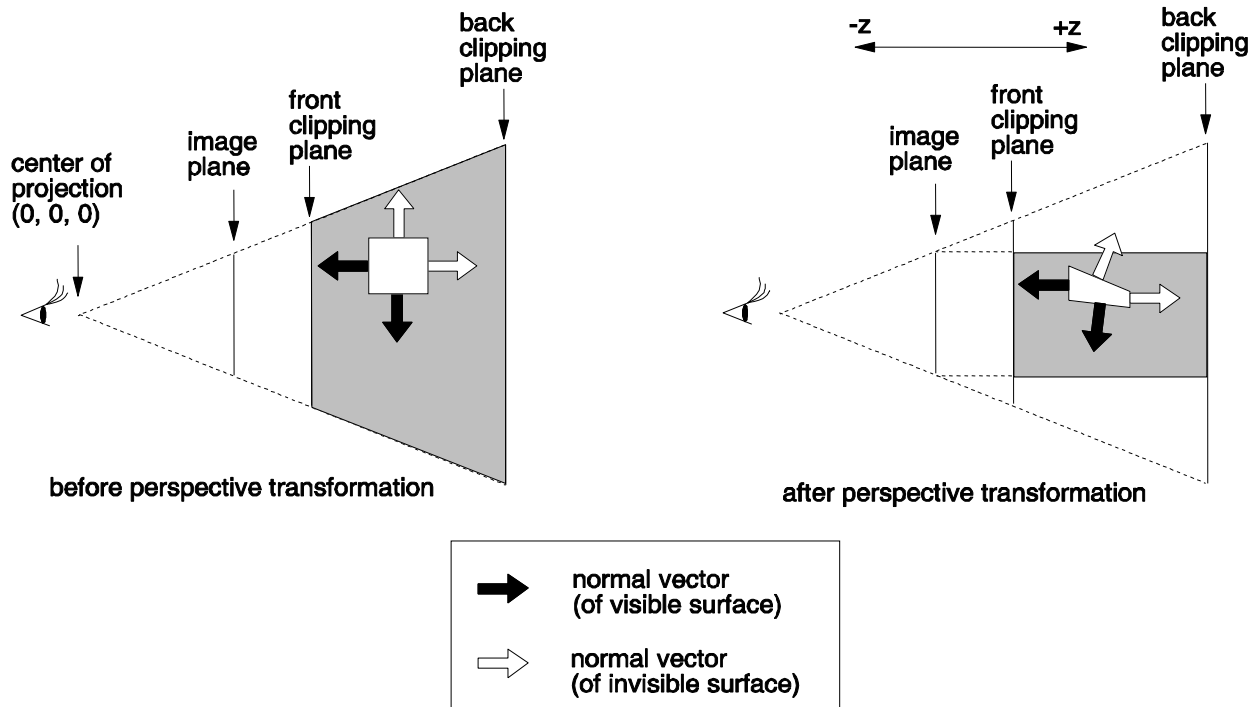 center of
projection
(0, 0, 0)
image
plane
front
clipping
plane
back
clipping
plane
before perspective transformation
-z
+z
image
plane
front
clipping
plane
back
clipping
plane
after perspective transformation
normal vector
(of visible surface)
normal vector
(of invisible surface)